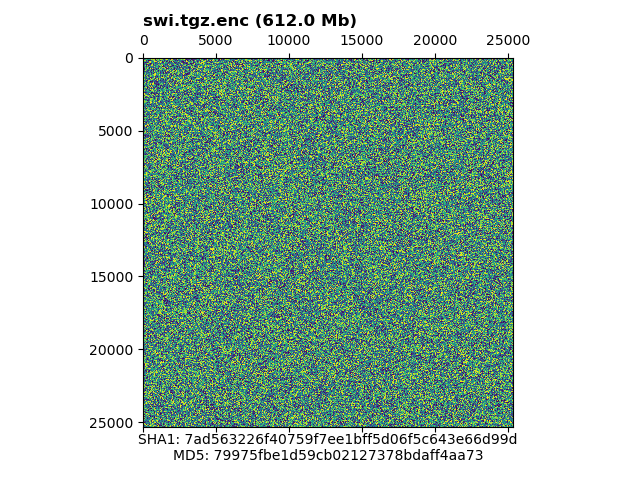 swi.tgz.enc (612.0 Mb)
0 5000 10000 15000 20000 25000
0
5000
10000
15000
20000
25000
SHA1: 7ad563226f40759f7ee1bff5d06f5c643e66d99d
MD5: 79975fbe1d59cb02127378bdaff4aa73